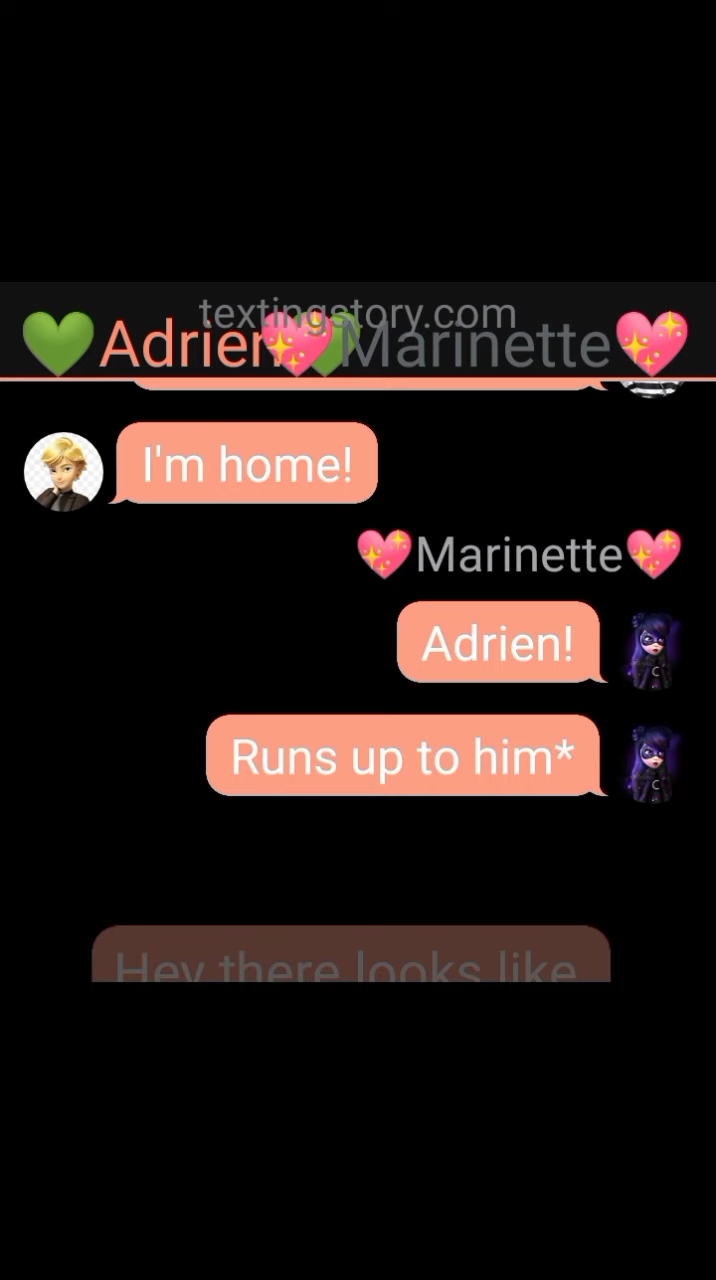 textingstory.com
💚Adrien💚 💖Marinette💖
I'm home!
💖Marinette💖
Adrien!
Runs up to him*
Hey there looks like